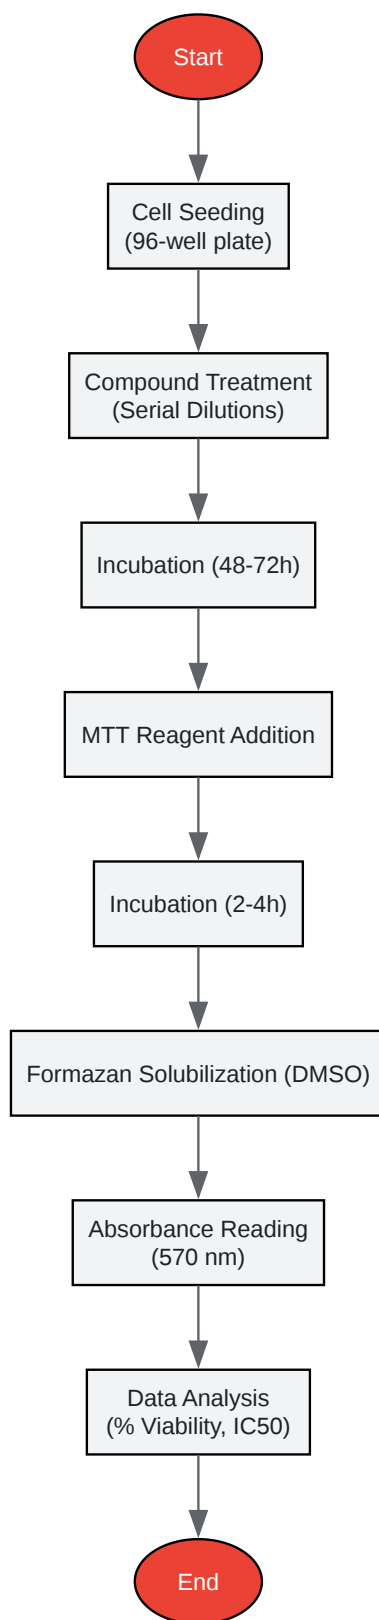 Start
Cell Seeding
(96-well plate)
Compound Treatment
(Serial Dilutions)
Incubation (48-72h)
MTT Reagent Addition
Incubation (2-4h)
Formazan Solubilization (DMSO)
Absorbance Reading
(570 nm)
Data Analysis
(% Viability, IC50)
End